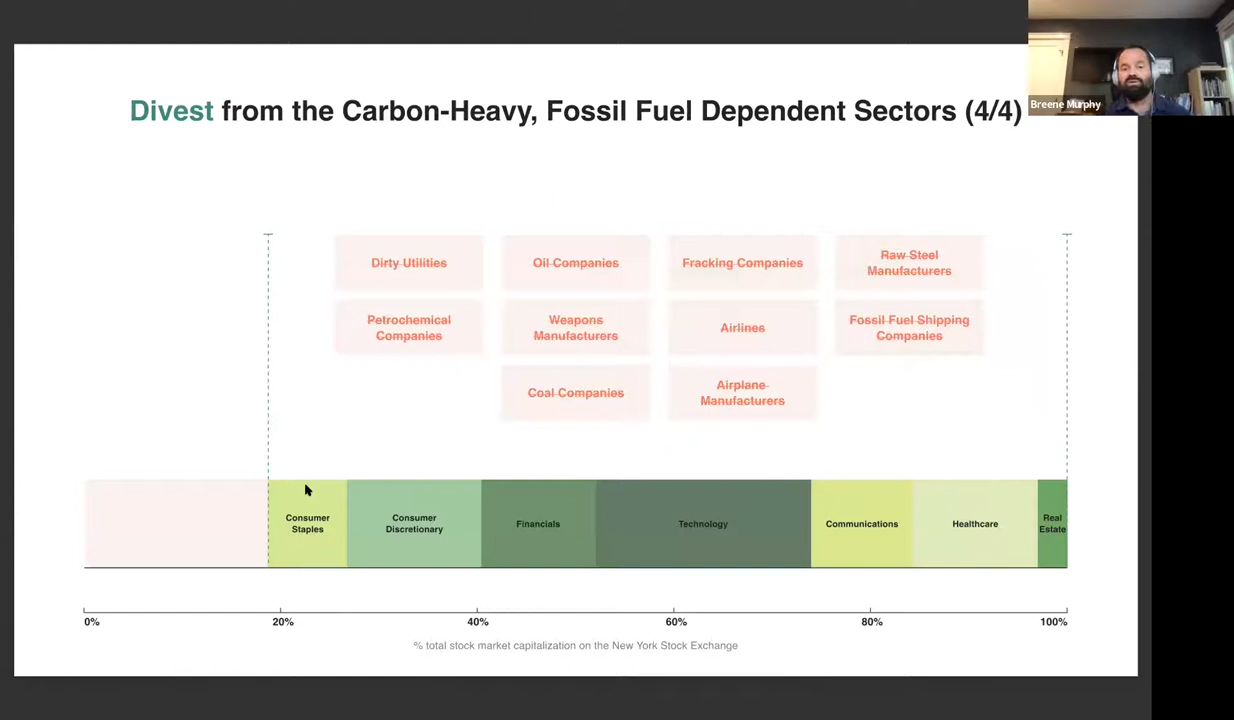 Divest from the Carbon-Heavy, Fossil Fuel Dependent Sectors (4/4)
Breene Murphy
Dirty Utilities
Oil Companies
Fracking Companies
Raw Steel
Manufacturers
Petrochemical
Companies
Weapons
Manufacturers
Airlines
Fossil Fuel Shipping
Companies
Coal Companies
Airplane
Manufacturers
Consumer
Staples
Consumer
Discretionary
Financials
Technology
Communications
Healthcare
Real
Estate
0%
20%
40%
60%
80%
100%
% total stock market capitalization on the New York Stock Exchange